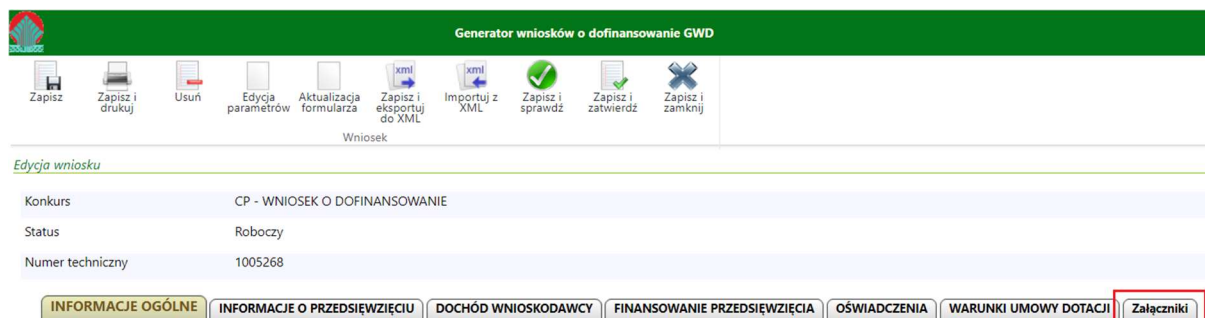 Generator wniosków o dofinansowanie GWD
Zapisz
Zapisz i
drukuj
Usuń
Edycja
parametrów
Aktualizacja
formularza
xml
Zapisz i
eksportuj
do XML
xml
Importuj z
XML
Zapisz i
sprawdź
Zapisz i
zatwierdź
Zapisz i
zamknij
Wniosek
Edycja wniosku
Konkurs CP - WNIOSEK O DOFINANSOWANIE
Status Roboczy
Numer techniczny 1005268
INFORMACJE OGÓLNE INFORMACJE O PRZEDSIĘWZIĘCIU DOCHÓD WNIOSKODAWCY FINANSOWANIE PRZEDSIĘWZIĘCIA OŚWIADCZENIA WARUNKI UMOWY DOTACJI Załączniki